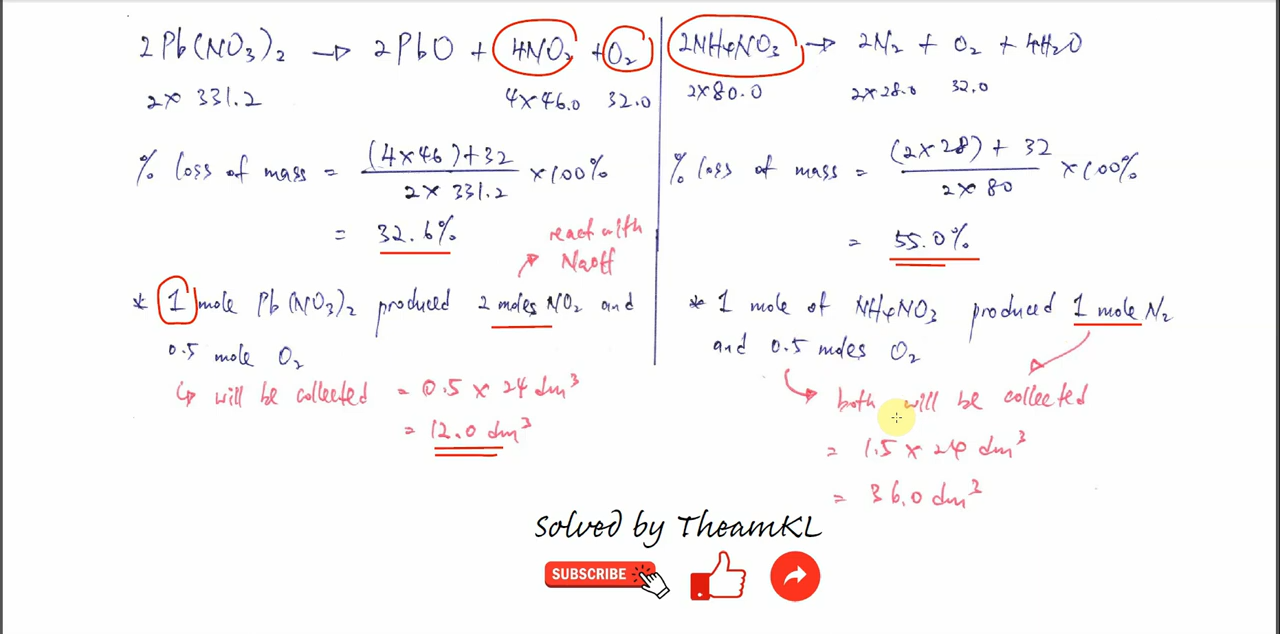 2Pb(NO3)2 → 2PbO + 4NO2 + O2
2 × 331.2 4×46.0 32.0
% loss of mass = (4×46)+32 / 2 × 331.2 ×100%
= 32.6%
react with
NaOH
* 1 mole Pb(NO3)2 produced 2 moles NO2 and
0.5 mole O2
↳ will be collected = 0.5 × 24 dm³
= 12.0 dm³
2NH4NO3 → 2N2 + O2 + 4H2O
2×80.0 2×28.0 32.0
% loss of mass = (2×28) + 32 / 2 × 80 ×100%
= 55.0%
* 1 mole of NH4NO3 produced 1 mole N2
and 0.5 moles O2
both will be collected
= 1.5 × 24 dm³
= 36.0 dm³
Solved by TheamKL
SUBSCRIBE